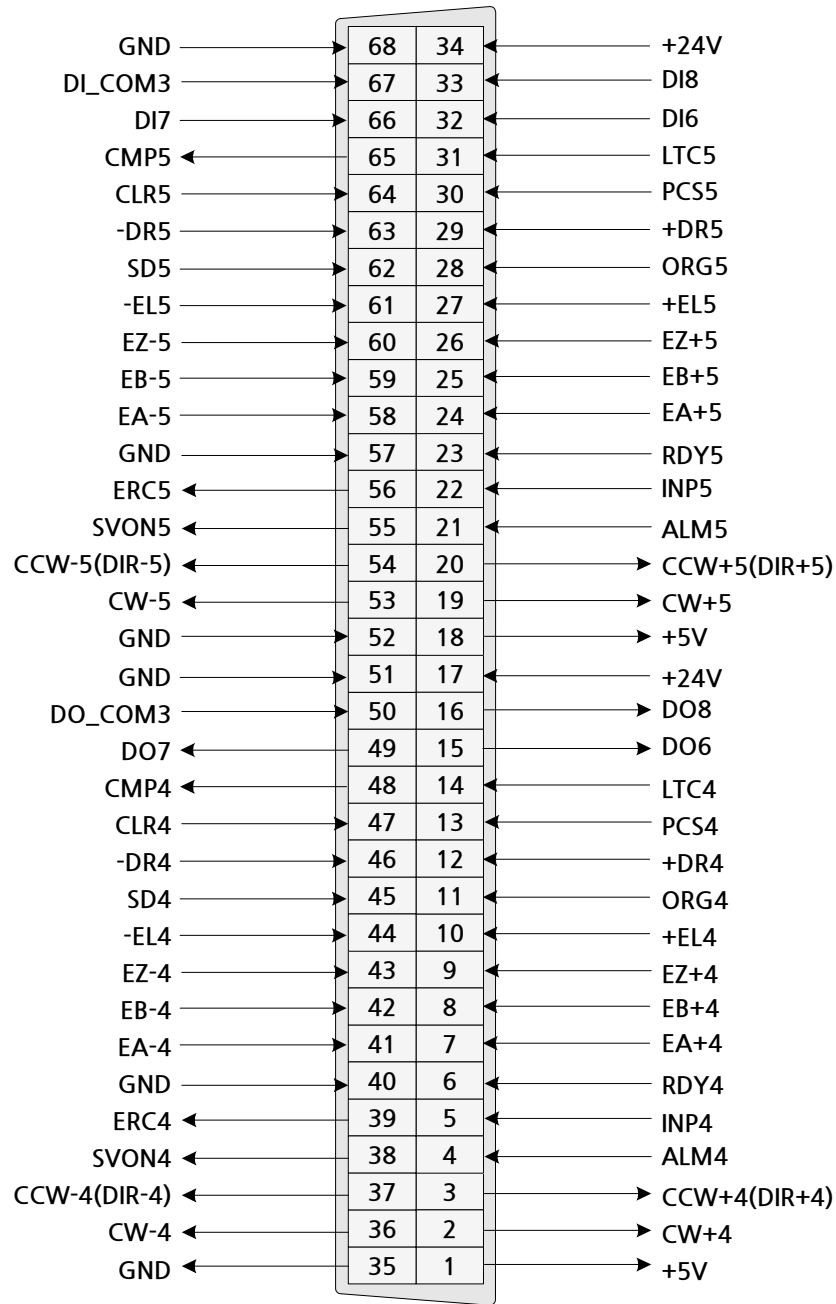 GND 68 34 +24V
DI_COM3 67 33 DI8
DI7 66 32 DI6
CMP5 65 31 LTC5
CLR5 64 30 PCS5
-DR5 63 29 +DR5
SD5 62 28 ORG5
-EL5 61 27 +EL5
EZ-5 60 26 EZ+5
EB-5 59 25 EB+5
EA-5 58 24 EA+5
GND 57 23 RDY5
ERC5 56 22 INP5
SVON5 55 21 ALM5
CCW-5(DIR-5) 54 20 CCW+5(DIR+5)
CW-5 53 19 CW+5
GND 52 18 +5V
GND 51 17 +24V
DO_COM3 50 16 DO8
DO7 49 15 DO6
CMP4 48 14 LTC4
CLR4 47 13 PCS4
-DR4 46 12 +DR4
SD4 45 11 ORG4
-EL4 44 10 +EL4
EZ-4 43 9 EZ+4
EB-4 42 8 EB+4
EA-4 41 7 EA+4
GND 40 6 RDY4
ERC4 39 5 INP4
SVON4 38 4 ALM4
CCW-4(DIR-4) 37 3 CCW+4(DIR+4)
CW-4 36 2 CW+4
GND 35 1 +5V